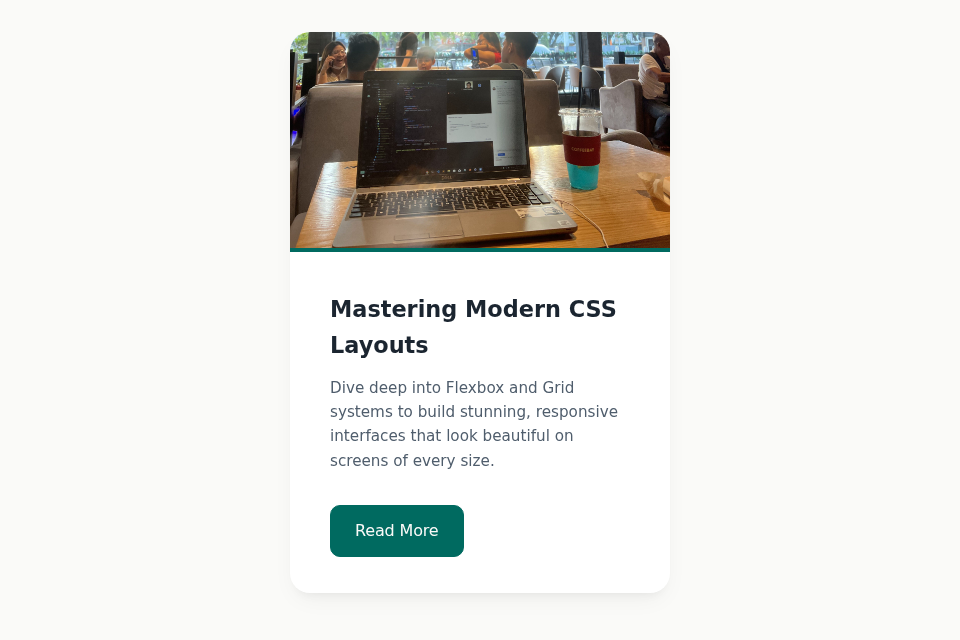 Mastering Modern CSS
Layouts
Dive deep into Flexbox and Grid
systems to build stunning, responsive
interfaces that look beautiful on
screens of every size.
Read More